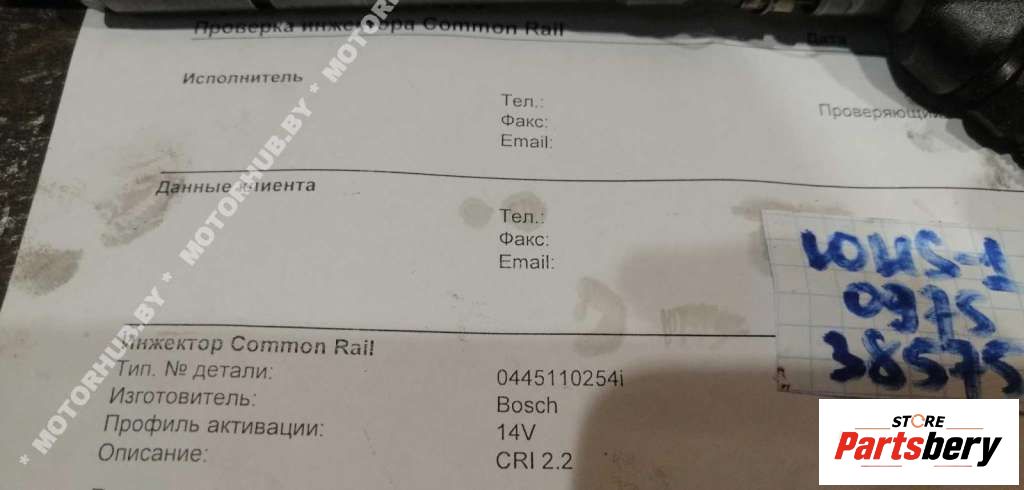 Проверка инжектора Common Rail
Дата
Исполнитель
Тел.:
Факс:
Email:
Проверяющий
Данные клиента
Тел.:
Факс:
Email:
0975
38575
Инжектор Common Rail
Тип. № детали: 0445110254i
Изготовитель: Bosch
Профиль активации: 14V
Описание: CRI 2.2
* MOTORHUB.BY * MOTORHUB.BY * MOTORHUB.BY *
STORE
Partsbery